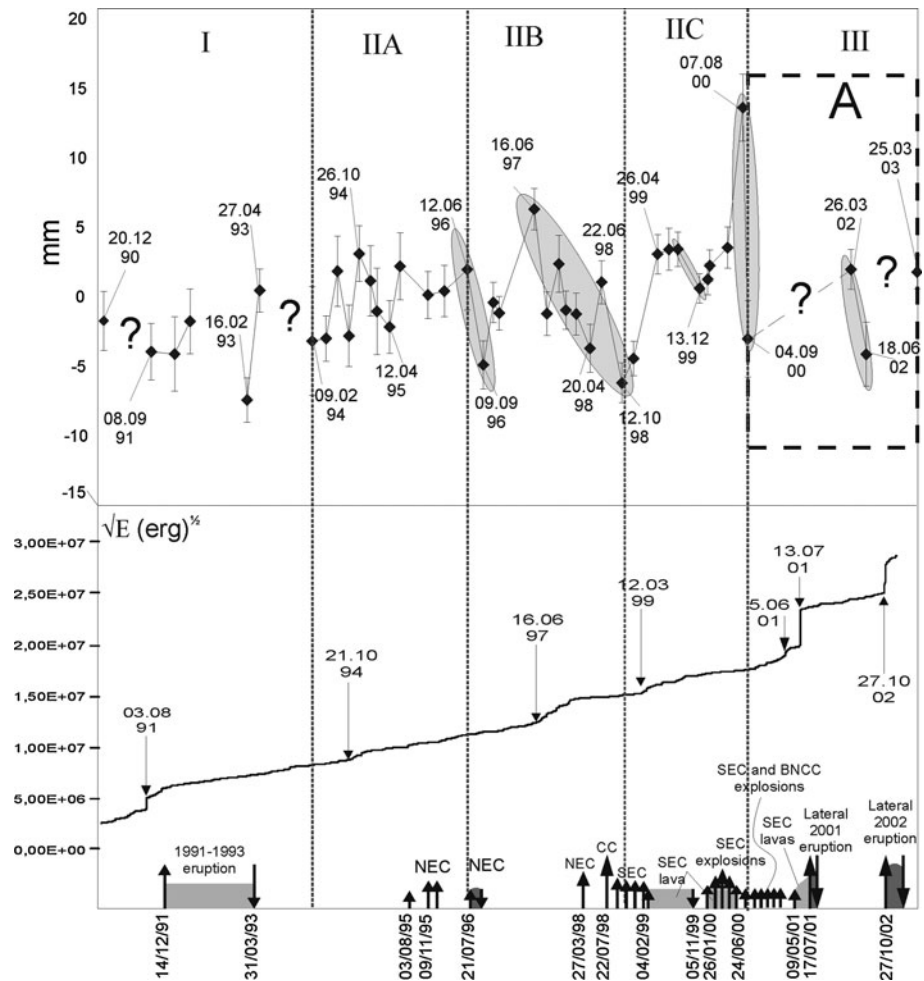 20
15
10
5
0
-5
-10
-15
mm
I
IIA
IIB
IIC
III
A
20.12
90
?
08.09
91
16.02
93
27.04
93
?
09.02
94
26.10
94
12.04
95
12.06
96
09.09
96
16.06
97
20.04
98
22.06
98
12.10
98
26.04
99
13.12
99
07.08
00
04.09
00
?
26.03
02
18.06
02
?
25.03
03
√E (erg)½
3,00E+07
2,50E+07
2,00E+07
1,50E+07
1,00E+07
5,00E+06
0,00E+00
03.08
91
21.10
94
16.06
97
12.03
99
5.06
01
13.07
01
27.10
02
1991-1993
eruption
NEC
NEC
NEC
CC
SEC
SEC
lava
SEC
explosions
SEC and BNCC
explosions
SEC
lavas
Lateral
2001
eruption
Lateral
2002
eruption
14/12/91
31/03/93
03/08/95
09/11/95
21/07/96
27/03/98
22/07/98
04/02/99
05/11/99
26/01/00
24/06/00
09/05/01
17/07/01
27/10/02